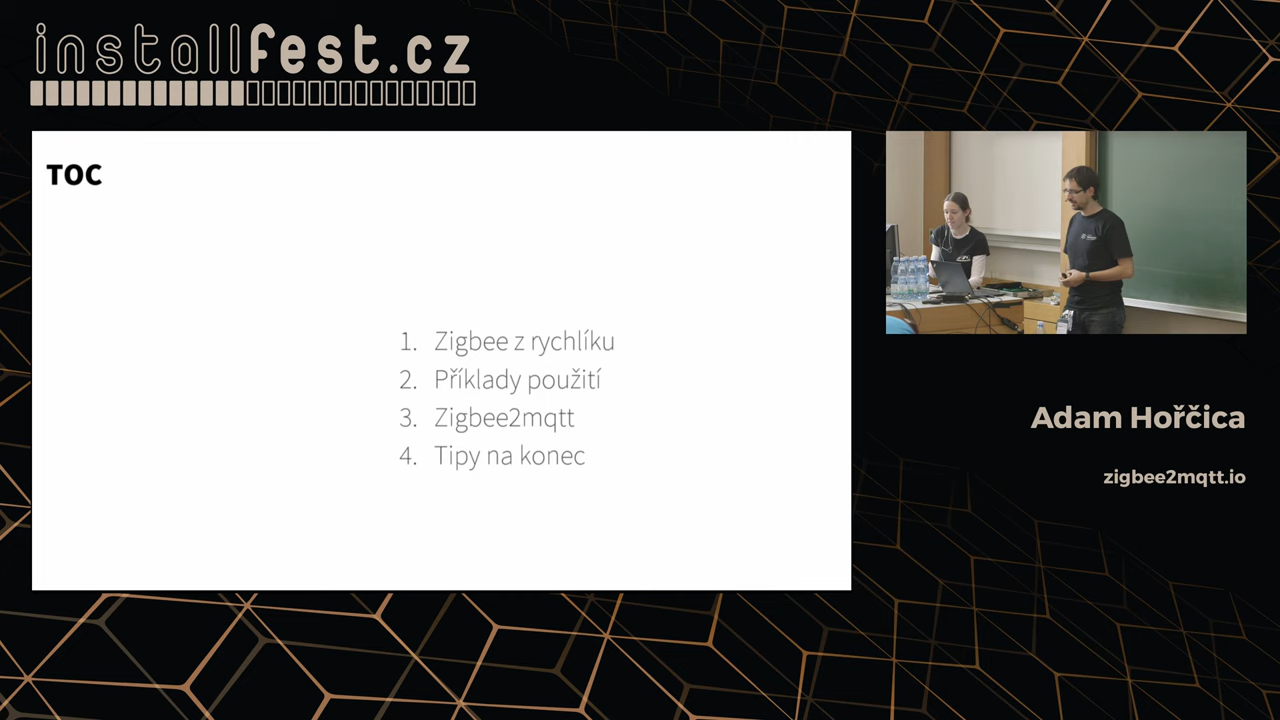 installfest.cz
TOC
1. Zigbee z rychlíku
2. Příklady použití
3. Zigbee2mqtt
4. Tipy na konec
Adam Hořčica
zigbee2mqtt.io